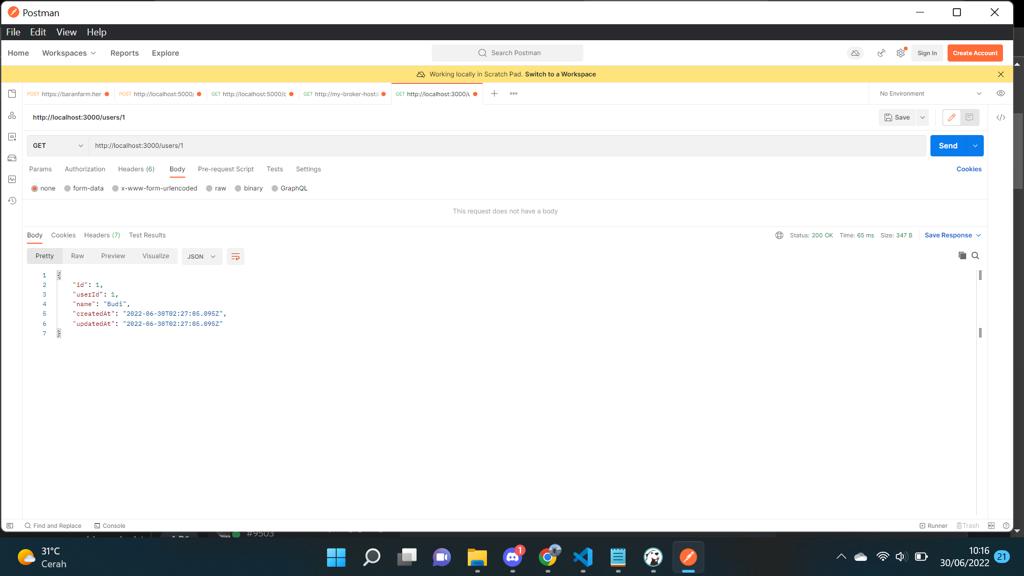 Postman
File Edit View Help
Home Workspaces Reports Explore Search Postman Sign In Create Account
Working locally in Scratch Pad. Switch to a Workspace
POST https://baranfarm.her POST http://localhost:5000/ GET http://localhost:5000/c GET http://my-broker-host: GET http://localhost:3000/u No Environment
http://localhost:3000/users/1 Save
GET http://localhost:3000/users/1 Send
Params Authorization Headers (6) Body Pre-request Script Tests Settings Cookies
none form-data x-www-form-urlencoded raw binary GraphQL
This request does not have a body
Body Cookies Headers (7) Test Results Status: 200 OK Time: 65 ms Size: 347 B Save Response
Pretty Raw Preview Visualize JSON
1 {
2 "id": 1,
3 "userId": 1,
4 "name": "Budi",
5 "createdAt": "2022-06-30T02:27:05.095Z",
6 "updatedAt": "2022-06-30T02:27:05.095Z"
7 }
Find and Replace Console Runner Trash
#9503
31°C
Cerah
1
10:16
30/06/2022
21